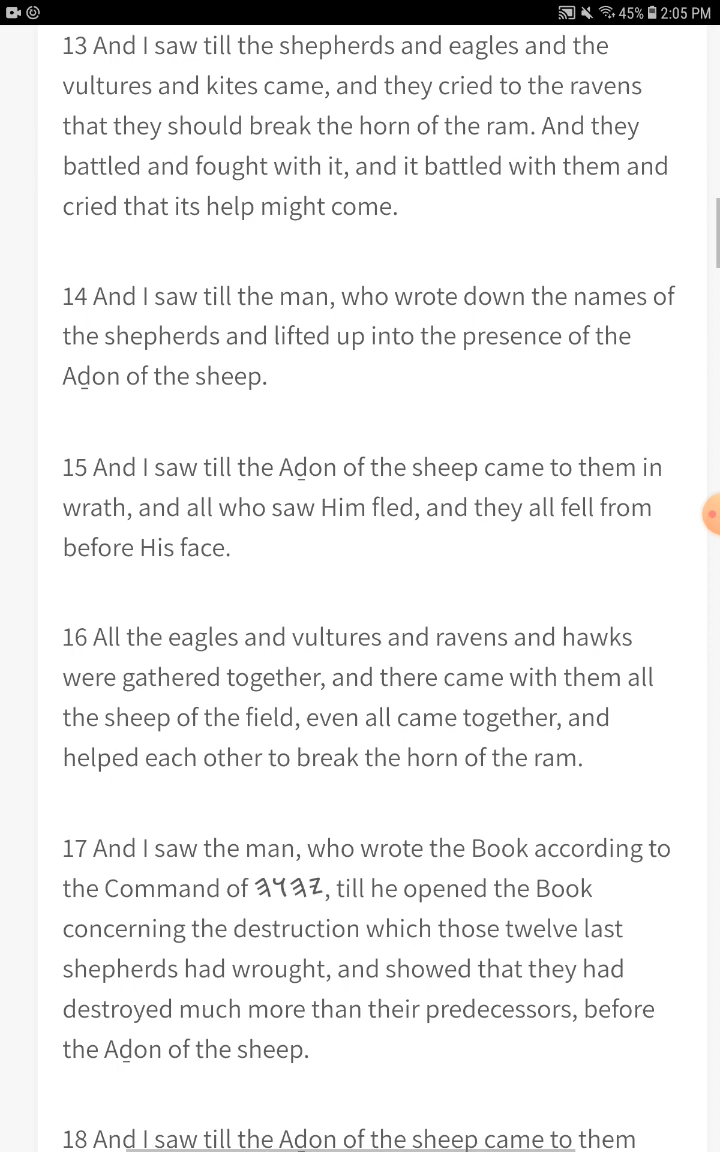 45% 2:05 PM
13 And I saw till the shepherds and eagles and the
vultures and kites came, and they cried to the ravens
that they should break the horn of the ram. And they
battled and fought with it, and it battled with them and
cried that its help might come.
14 And I saw till the man, who wrote down the names of
the shepherds and lifted up into the presence of the
Aḏon of the sheep.
15 And I saw till the Aḏon of the sheep came to them in
wrath, and all who saw Him fled, and they all fell from
before His face.
16 All the eagles and vultures and ravens and hawks
were gathered together, and there came with them all
the sheep of the field, even all came together, and
helped each other to break the horn of the ram.
17 And I saw the man, who wrote the Book according to
the Command of 𐤉𐤄𐤅𐤄, till he opened the Book
concerning the destruction which those twelve last
shepherds had wrought, and showed that they had
destroyed much more than their predecessors, before
the Aḏon of the sheep.
18 And I saw till the Aḏon of the sheep came to them